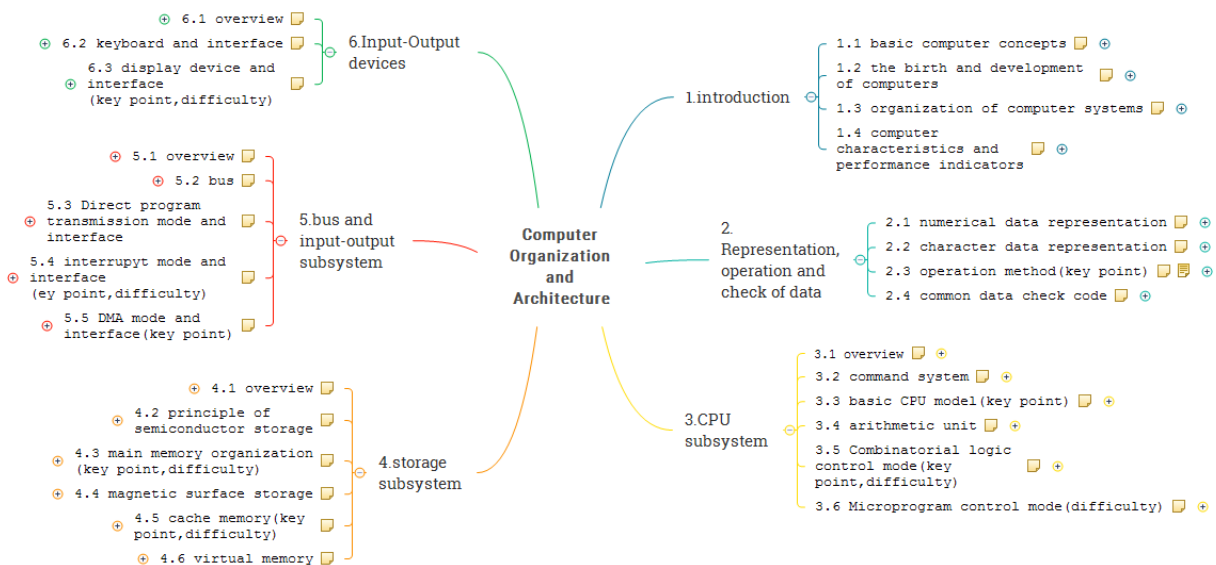 Computer
Organization
and
Architecture
1.introduction
1.1 basic computer concepts
1.2 the birth and development
of computers
1.3 organization of computer systems
1.4 computer
characteristics and
performance indicators
2.
Representation,
operation and
check of data
2.1 numerical data representation
2.2 character data representation
2.3 operation method(key point)
2.4 common data check code
3.CPU
subsystem
3.1 overview
3.2 command system
3.3 basic CPU model(key point)
3.4 arithmetic unit
3.5 Combinatorial logic
control mode(key
point,difficulty)
3.6 Microprogram control mode(difficulty)
4.storage
subsystem
4.1 overview
4.2 principle of
semiconductor storage
4.3 main memory organization
(key point,difficulty)
4.4 magnetic surface storage
4.5 cache memory(key
point,difficulty)
4.6 virtual memory
5.bus and
input-output
subsystem
5.1 overview
5.2 bus
5.3 Direct program
transmission mode and
interface
5.4 interrupyt mode and
interface
(ey point,difficulty)
5.5 DMA mode and
interface(key point)
6.Input-Output
devices
6.1 overview
6.2 keyboard and interface
6.3 display device and
interface
(key point,difficulty)